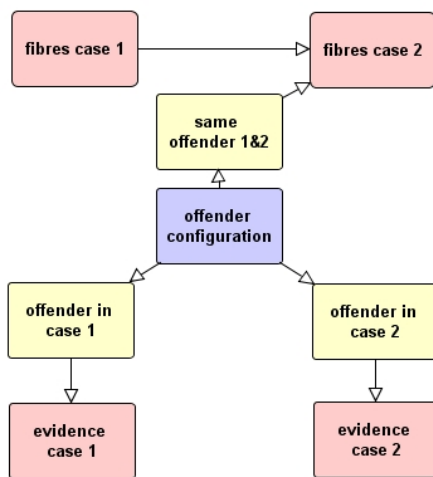 fibres case 1
fibres case 2
same
offender 1&2
offender
configuration
offender in
case 1
offender in
case 2
evidence
case 1
evidence
case 2